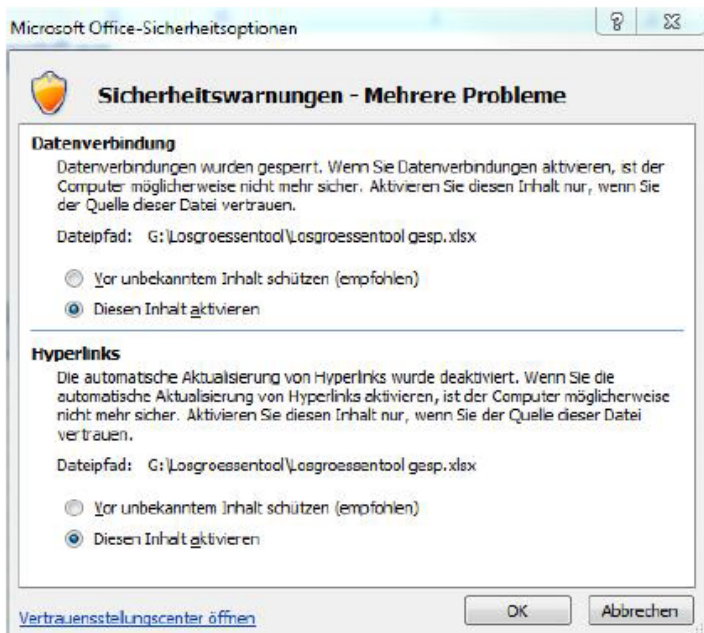 Microsoft Office-Sicherheitsoptionen
Sicherheitswarnungen - Mehrere Probleme
Datenverbindung
Datenverbindungen wurden gesperrt. Wenn Sie Datenverbindungen aktivieren, ist der
Computer möglicherweise nicht mehr sicher. Aktivieren Sie diesen Inhalt nur, wenn Sie
der Quelle dieser Datei vertrauen.
Dateipfad: G:\Losgroessentool\Losgroessentool gesp.xlsx
Vor unbekanntem Inhalt schützen (empfohlen)
Diesen Inhalt aktivieren
Hyperlinks
Die automatische Aktualisierung von Hyperlinks wurde deaktiviert. Wenn Sie die
automatische Aktualisierung von Hyperlinks aktivieren, ist der Computer möglicherweise
nicht mehr sicher. Aktivieren Sie diesen Inhalt nur, wenn Sie der Quelle dieser Datei
vertrauen.
Dateipfad: G:\Losgroessentool\Losgroessentool gesp.xlsx
Vor unbekanntem Inhalt schützen (empfohlen)
Diesen Inhalt aktivieren
Vertrauensstellungscenter öffnen
OK
Abbrechen